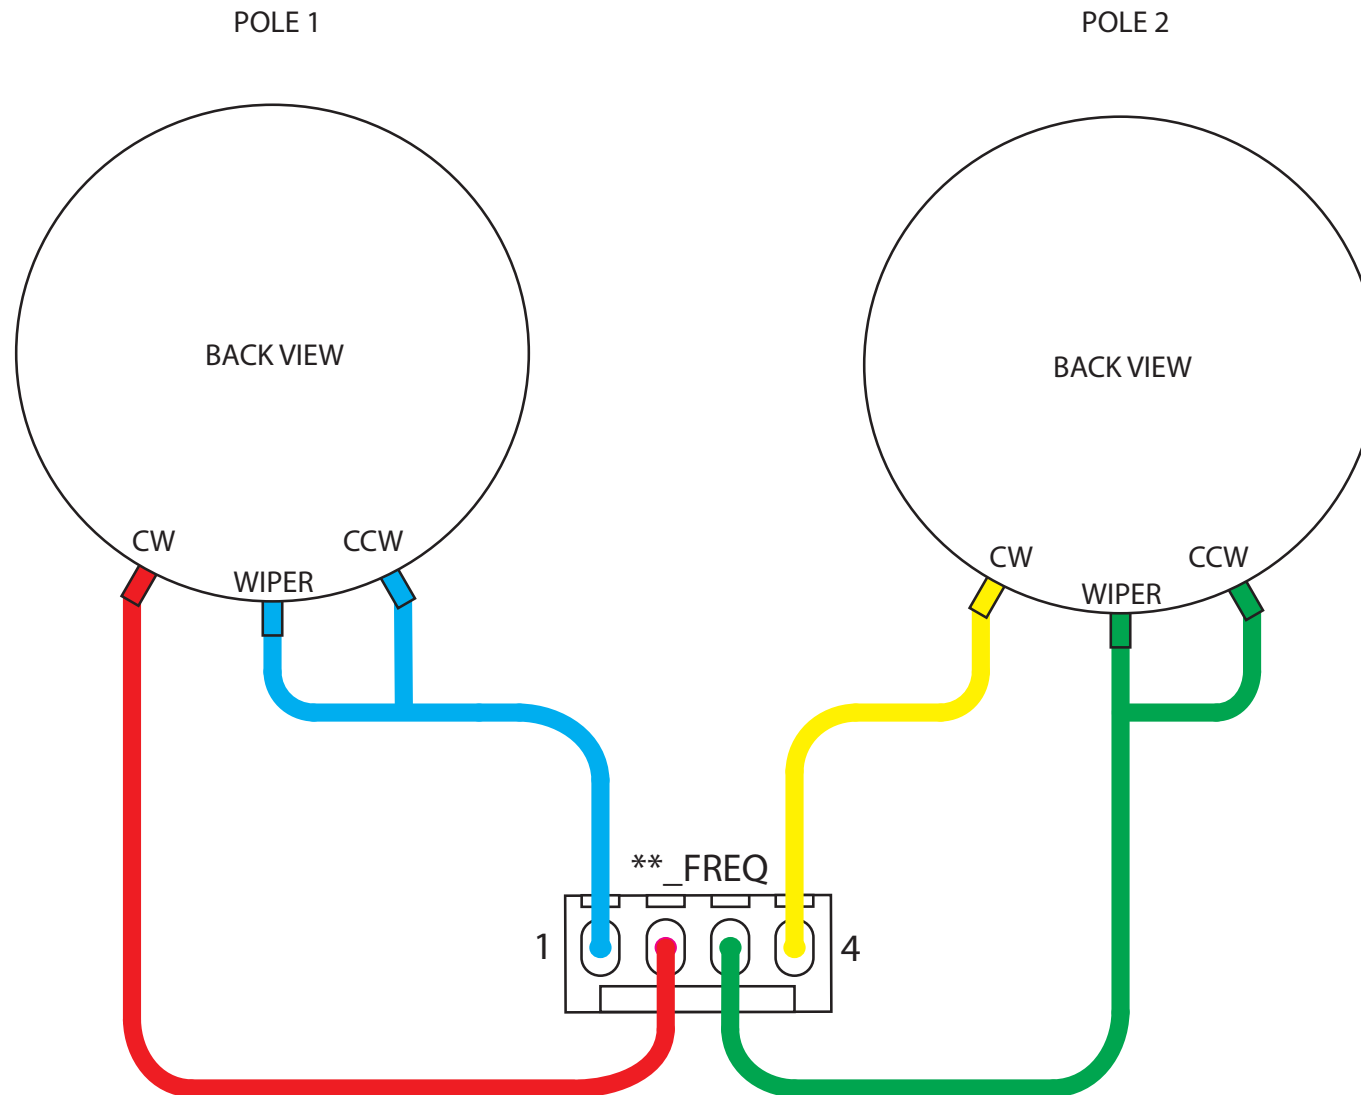 POLE 1
POLE 2
BACK VIEW
BACK VIEW
CW
CCW
WIPER
CW
CCW
WIPER
**_FREQ
1
4